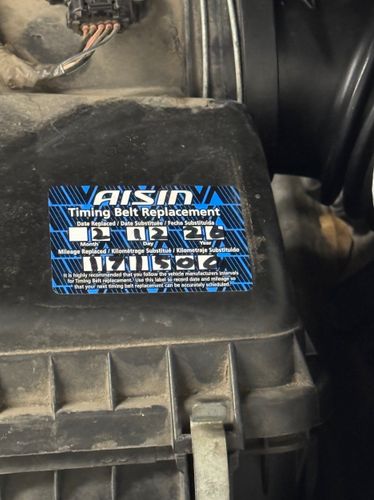 AISIN
Timing Belt Replacement
Date Replaced / Date Substitué / Fecha Substituida
2 12 26
Month Day Year
Mileage Replaced / Kilométrage Substitué / Kilometraje Substituido
171506
It is highly recommended that you follow the vehicle manufacturers intervals
for Timing Belt replacement. Use this label to record date and mileage so
that your next timing belt replacement can be accurately scheduled.